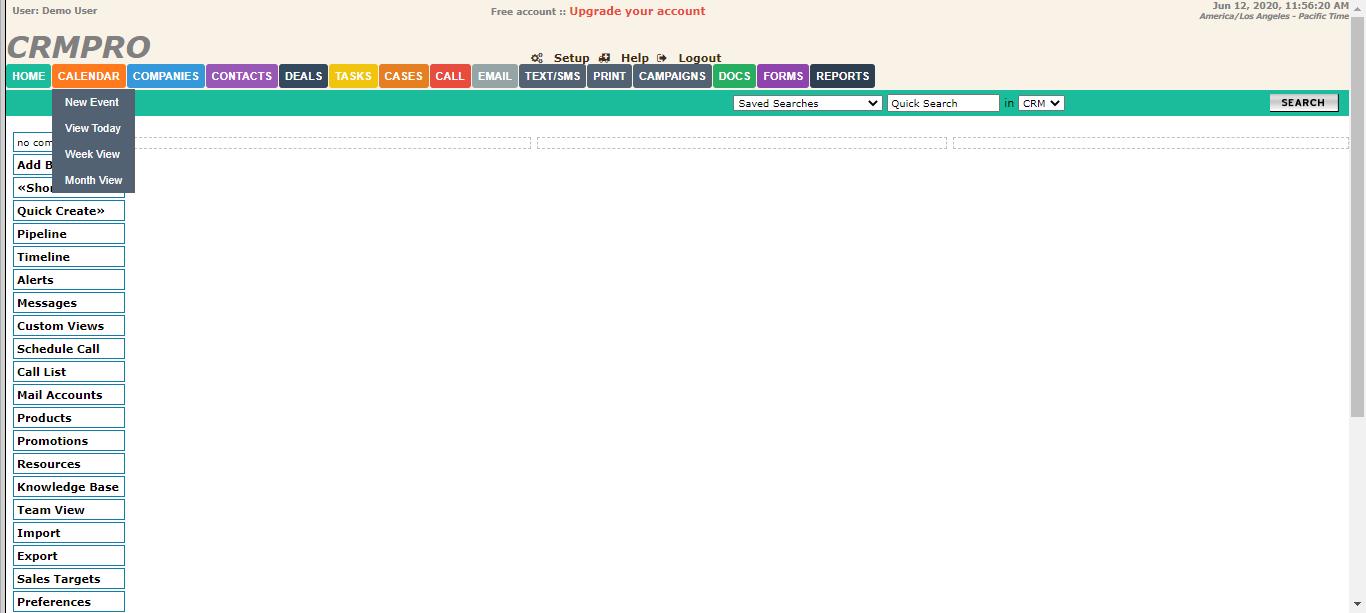 User: Demo User
Free account :: Upgrade your account
Jun 12, 2020, 11:56:20 AM
America/Los Angeles - Pacific Time
CRMPRO
Setup Help Logout
HOME CALENDAR COMPANIES CONTACTS DEALS TASKS CASES CALL EMAIL TEXT/SMS PRINT CAMPAIGNS DOCS FORMS REPORTS
Saved Searches Quick Search in CRM SEARCH
New Event
View Today
Week View
Month View
no com
Add B
«Sho
Quick Create»
Pipeline
Timeline
Alerts
Messages
Custom Views
Schedule Call
Call List
Mail Accounts
Products
Promotions
Resources
Knowledge Base
Team View
Import
Export
Sales Targets
Preferences